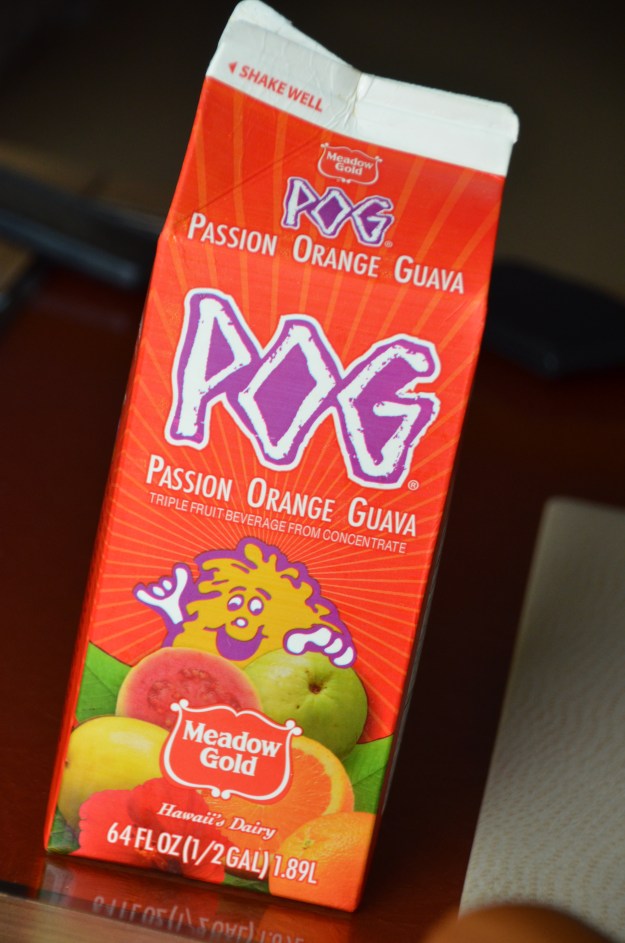 SHAKE WELL
Meadow
Gold
POG®
PASSION ORANGE GUAVA
POG®
PASSION ORANGE GUAVA
TRIPLE FRUIT BEVERAGE FROM CONCENTRATE
Meadow
Gold
Hawaii's Dairy
64 FL OZ (1/2 GAL) 1.89L